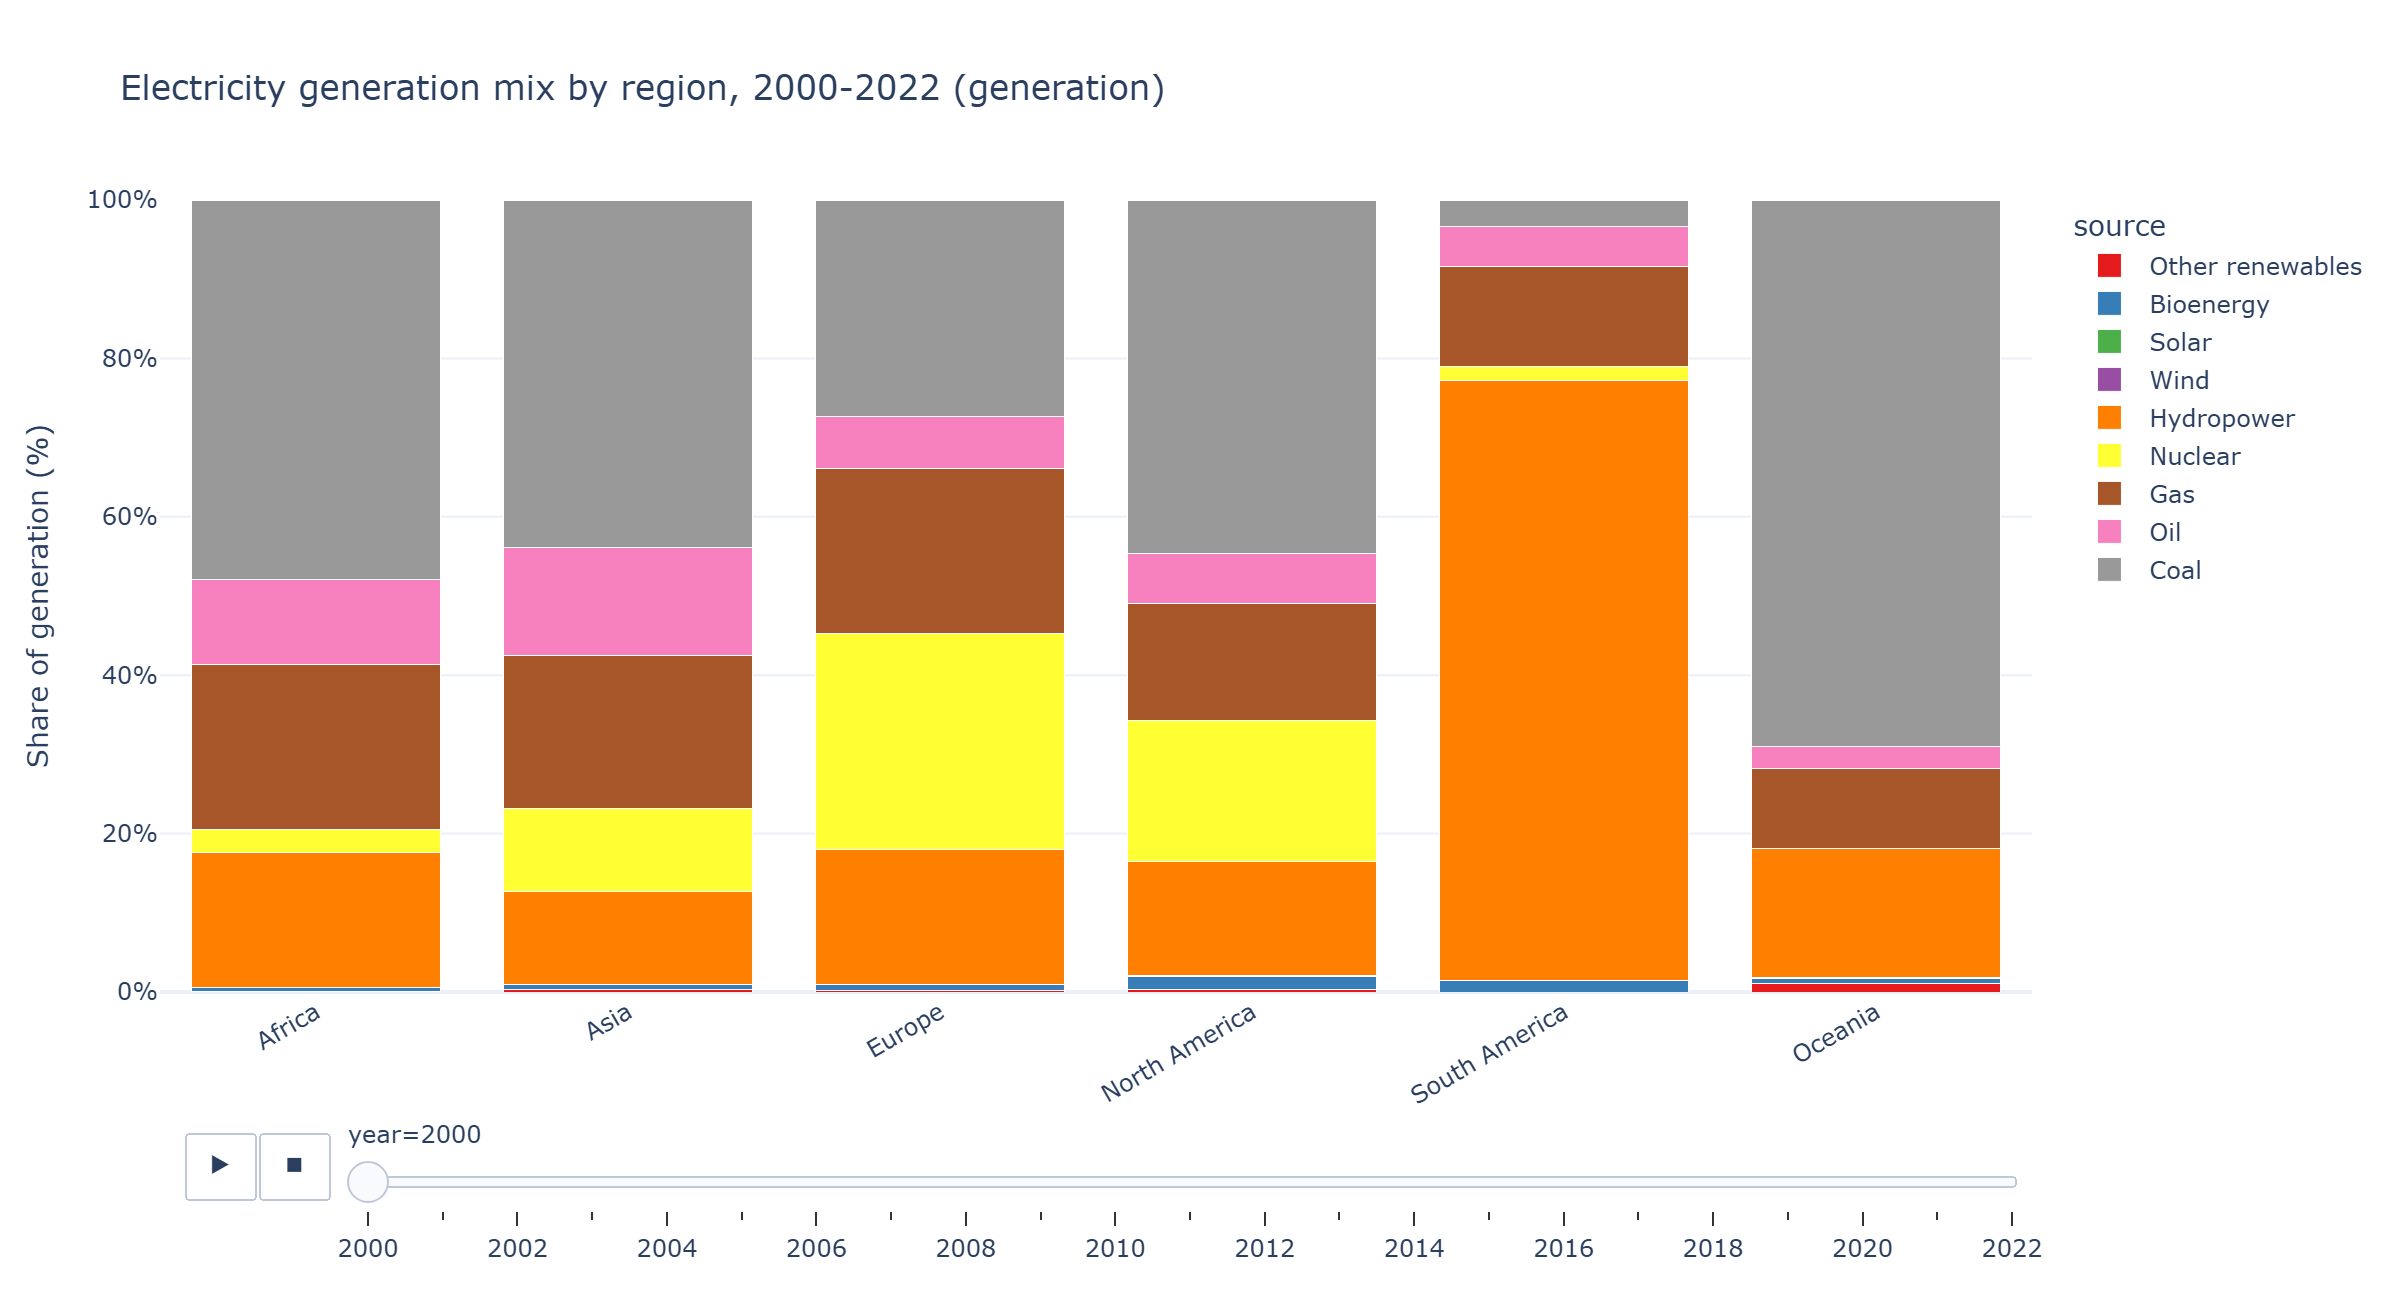 Electricity generation mix by region, 2000-2022 (generation)
100%
80%
60%
40%
20%
0%
Share of generation (%)
Africa
Asia
Europe
North America
South America
Oceania
source
Other renewables
Bioenergy
Solar
Wind
Hydropower
Nuclear
Gas
Oil
Coal
year=2000
2000 2002 2004 2006 2008 2010 2012 2014 2016 2018 2020 2022